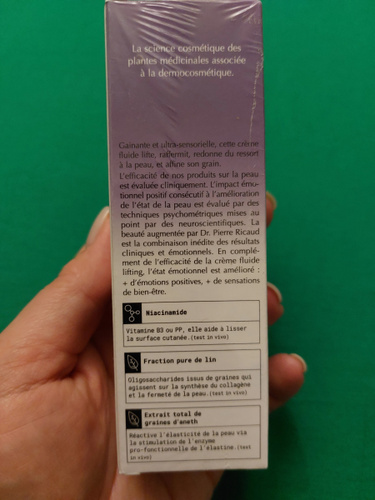 La science cosmétique des
plantes médicinales associée
à la dermocosmétique.
Gainante et ultra-sensorielle, cette crème
fluide lifte, raffermit, redonne du ressort
à la peau, et affine son grain.
L'efficacité de nos produits sur la peau
est évaluée cliniquement. L'impact émo-
tionnel positif consécutif à l'amélioration
de l'état de la peau est évalué par des
techniques psychométriques mises au
point par des neuroscientifiques. La
beauté augmentée par Dr. Pierre Ricaud
est la combinaison inédite des résultats
cliniques et émotionnels. En complé-
ment de l'efficacité de la crème fluide
lifting, l'état émotionnel est amélioré :
+ d'émotions positives, + de sensations
de bien-être.
Niacinamide
Vitamine B3 ou PP, elle aide à lisser
la surface cutanée.(test in vivo)
Fraction pure de lin
Oligosaccharides issus de graines qui
agissent sur la synthèse du collagène
et la fermeté de la peau.(test in vivo)
Extrait total de
graines d'aneth
Réactive l'élasticité de la peau via
la stimulation de l'enzyme
pro-fonctionnelle de l'élastine.(test
in vivo)